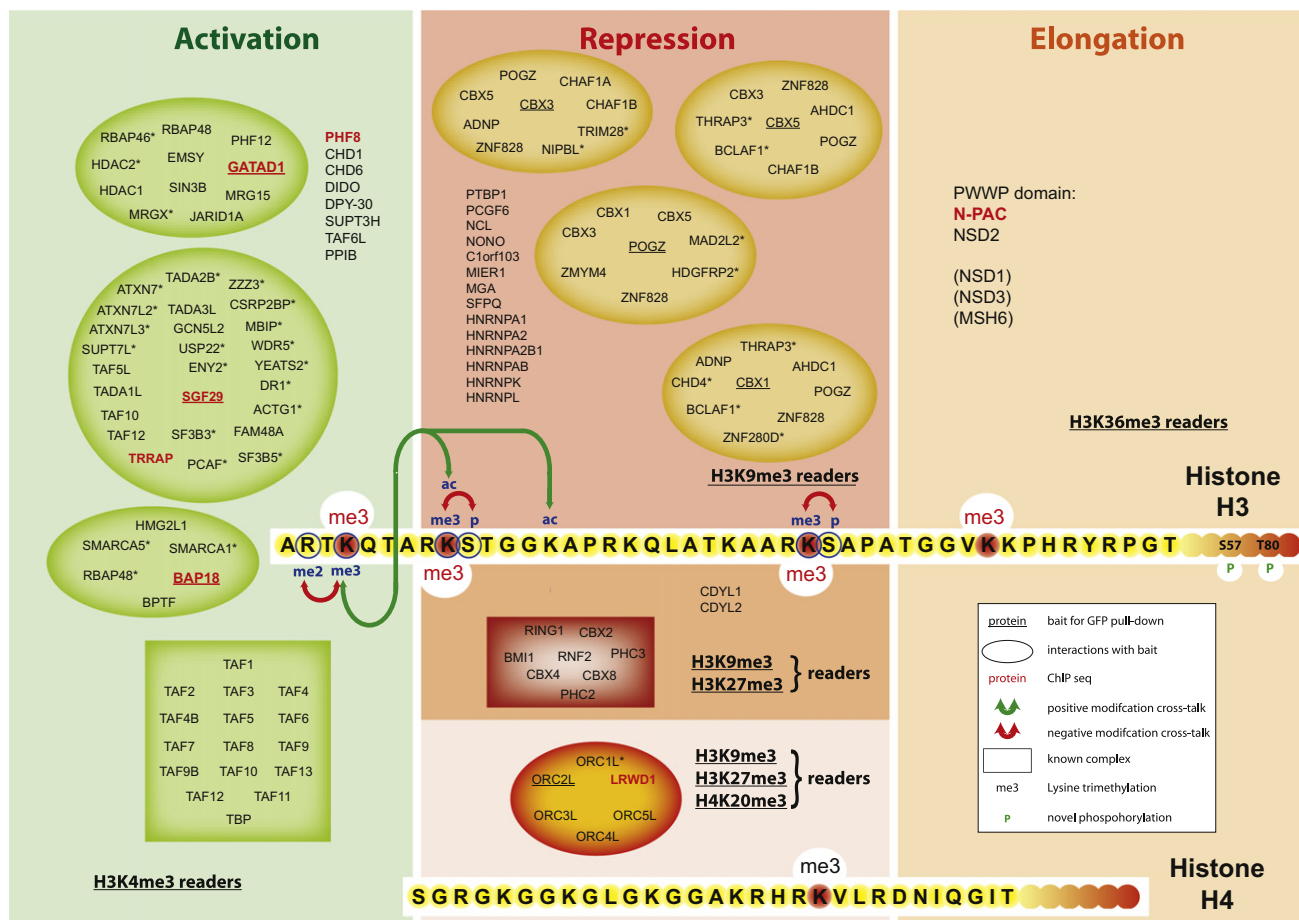 Activation
Repression
Elongation
RBAP46*
RBAP48
PHF12
HDAC2*
EMSY
GATAD1
HDAC1
SIN3B
MRG15
MRGX*
JARID1A
PHF8
CHD1
CHD6
DIDO
DPY-30
SUPT3H
TAF6L
PPIB
TADA2B*
ZZZ3*
ATXN7*
CSRP2BP*
ATXN7L2*
TADA3L
ATXN7L3*
GCN5L2
MBIP*
SUPT7L*
USP22*
WDR5*
TAF5L
ENY2*
YEATS2*
TADA1L
SGF29
DR1*
TAF10
ACTG1*
TAF12
SF3B3*
FAM48A
TRRAP
PCAF*
SF3B5*
HMG2L1
SMARCA5*
SMARCA1*
RBAP48*
BAP18
BPTF
TAF1
TAF2 TAF3 TAF4
TAF4B TAF5 TAF6
TAF7 TAF8 TAF9
TAF9B TAF10 TAF13
TAF12 TAF11
TBP
H3K4me3 readers
POGZ
CHAF1A
CBX5
CBX3
CHAF1B
ADNP
TRIM28*
ZNF828
NIPBL*
ZNF828
CBX3
AHDC1
THRAP3*
CBX5
BCLAF1*
POGZ
CHAF1B
PTBP1
PCGF6
NCL
NONO
C1orf103
MIER1
MGA
SFPQ
HNRNPA1
HNRNPA2
HNRNPA2B1
HNRNPAB
HNRNPK
HNRNPL
CBX1
CBX5
CBX3
POGZ
MAD2L2*
ZMYM4
HDGFRP2*
ZNF828
THRAP3*
ADNP
AHDC1
CHD4*
CBX1
POGZ
BCLAF1*
ZNF828
ZNF280D*
H3K9me3 readers
PWWP domain:
N-PAC
NSD2
(NSD1)
(NSD3)
(MSH6)
H3K36me3 readers
Histone
H3
ac
me3
me3 p
ac
me3 p
me3
ARTKQTARKSTGGKAPRKQLATKAARKSAPATGGVKKPHRYRPGT S57 T80
me2 me3
me3
me3
P P
CDYL1
CDYL2
RING1
CBX2
BMI1
RNF2
PHC3
CBX4
CBX8
PHC2
H3K9me3
H3K27me3
} readers
ORC1L*
ORC2L
LRWD1
ORC3L
ORC5L
ORC4L
H3K9me3
H3K27me3
H4K20me3
} readers
protein bait for GFP pull-down
interactions with bait
protein ChIP seq
positive modifcation cross-talk
negative modifcation cross-talk
known complex
me3 Lysine trimethylation
P novel phospohorylation
me3
SGRGKGGKGLGKGGAKRHRKVLRDNIQGIT
Histone
H4